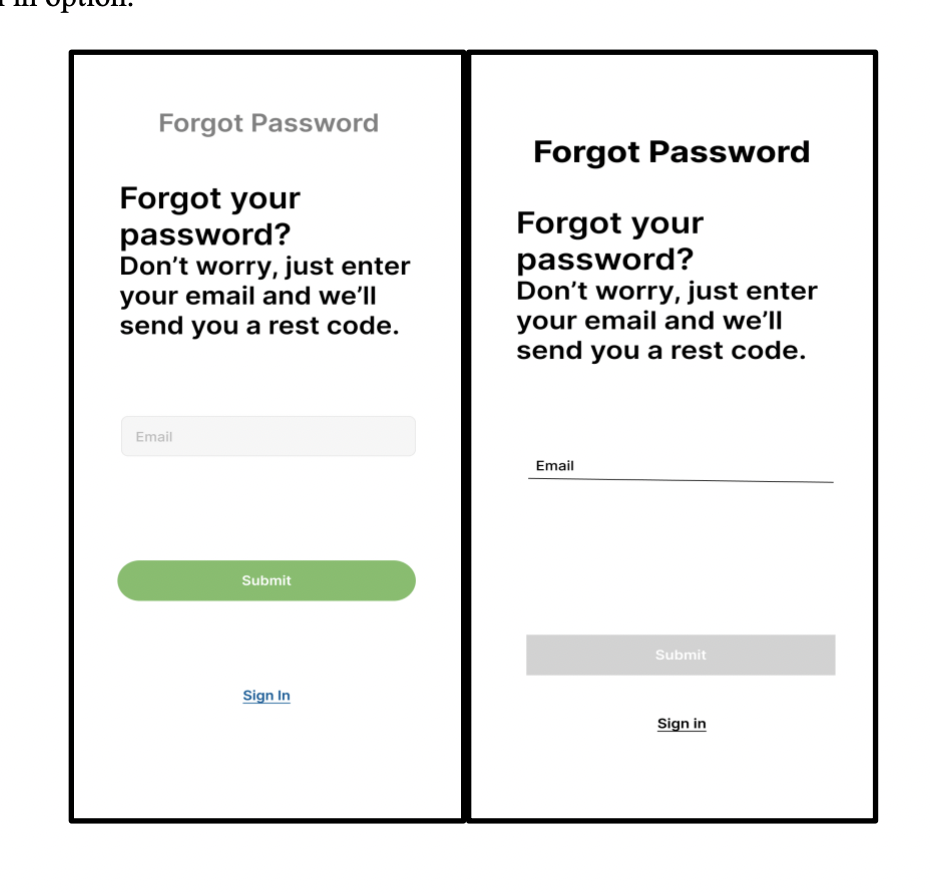 in option.
Forgot Password
Forgot your
password?
Don’t worry, just enter
your email and we’ll
send you a rest code.
Email
Submit
Sign In
Forgot Password
Forgot your
password?
Don’t worry, just enter
your email and we’ll
send you a rest code.
Email
Submit
Sign in